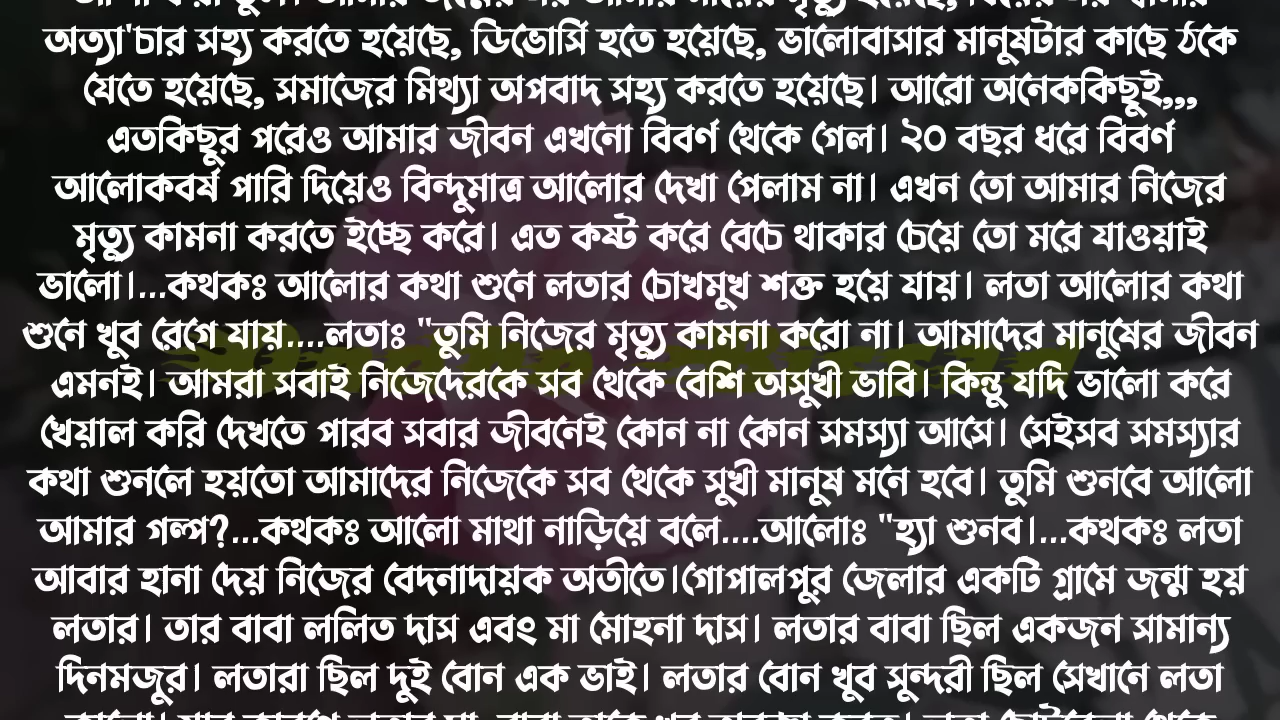 অত্যা'চার সহ্য করতে হয়েছে, ডিভোর্সি হতে হয়েছে, ভালোবাসার মানুষটার কাছে ঠকে
যেতে হয়েছে, সমাজের মিথ্যা অপবাদ সহ্য করতে হয়েছে। আরো অনেককিছুই,,,
এতকিছুর পরেও আমার জীবন এখনো বিবর্ণ থেকে গেল। ২০ বছর ধরে বিবর্ণ
আলোকবর্ষ পারি দিয়েও বিন্দুমাত্র আলোর দেখা পেলাম না। এখন তো আমার নিজের
মৃত্যু কামনা করতে ইচ্ছে করে। এত কষ্ট করে বেচে থাকার চেয়ে তো মরে যাওয়াই
ভালো।...কথকঃ আলোর কথা শুনে লতার চোখমুখ শক্ত হয়ে যায়। লতা আলোর কথা
শুনে খুব রেগে যায়....লতাঃ "তুমি নিজের মৃত্যু কামনা করো না। আমাদের মানুষের জীবন
এমনই। আমরা সবাই নিজেদেরকে সব থেকে বেশি অসুখী ভাবি। কিন্তু যদি ভালো করে
খেয়াল করি দেখতে পারব সবার জীবনেই কোন না কোন সমস্যা আসে। সেইসব সমস্যার
কথা শুনলে হয়তো আমাদের নিজেকে সব থেকে সুখী মানুষ মনে হবে। তুমি শুনবে আলো
আমার গল্প?...কথকঃ আলো মাথা নাড়িয়ে বলে....আলোঃ "হ্যা শুনব।...কথকঃ লতা
আবার হানা দেয় নিজের বেদনাদায়ক অতীতে।গোপালপুর জেলার একটি গ্রামে জন্ম হয়
লতার। তার বাবা ললিত দাস এবং মা মোহনা দাস। লতার বাবা ছিল একজন সামান্য
দিনমজুর। লতারা ছিল দুই বোন এক ভাই। লতার বোন খুব সুন্দরী ছিল সেখানে লতা